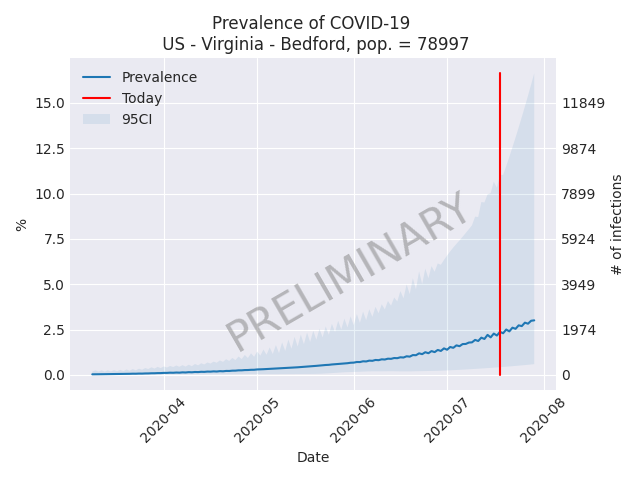 Prevalence of COVID-19
US - Virginia - Bedford, pop. = 78997
Prevalence
Today
95CI
15.0
12.5
10.0
7.5
5.0
2.5
0.0
%
11849
9874
7899
5924
3949
1974
0
# of infections
PRELIMINARY
2020-04
2020-05
2020-06
2020-07
2020-08
Date